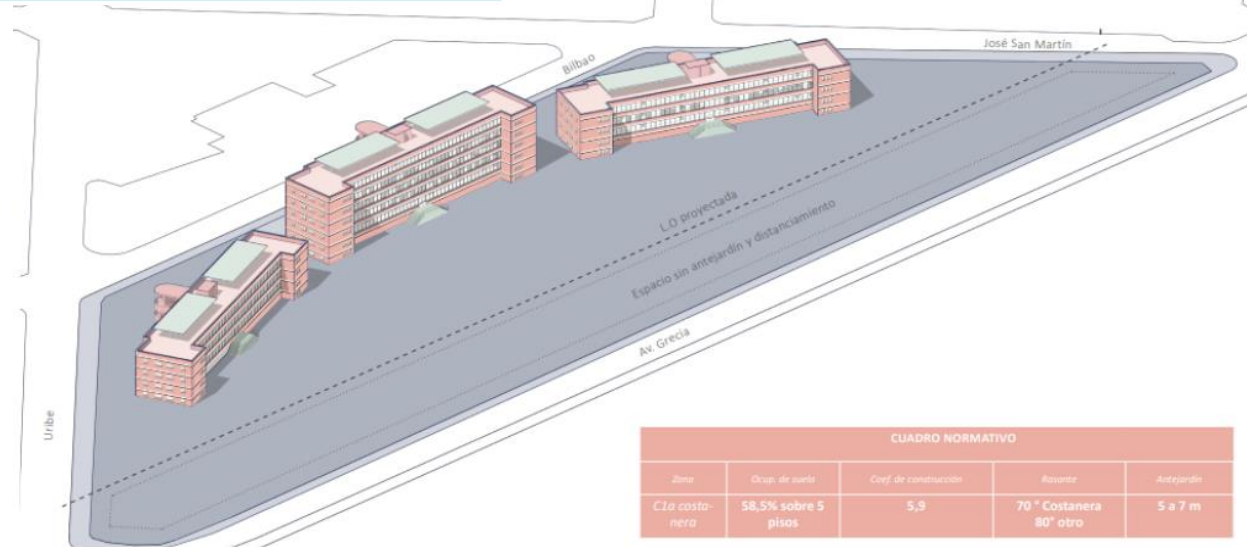 José San Martín
Bilbao
L.O proyectada
Espacio sin antejardín y distanciamiento
Av. Grecia
Uribe
CUADRO NORMATIVO
Zona Ocup. de suelo Coef. de construcción Rasante Antejardín
C1a costa-
nera
58,5% sobre 5
pisos
5,9
70 ° Costanera
80° otro
5 a 7 m